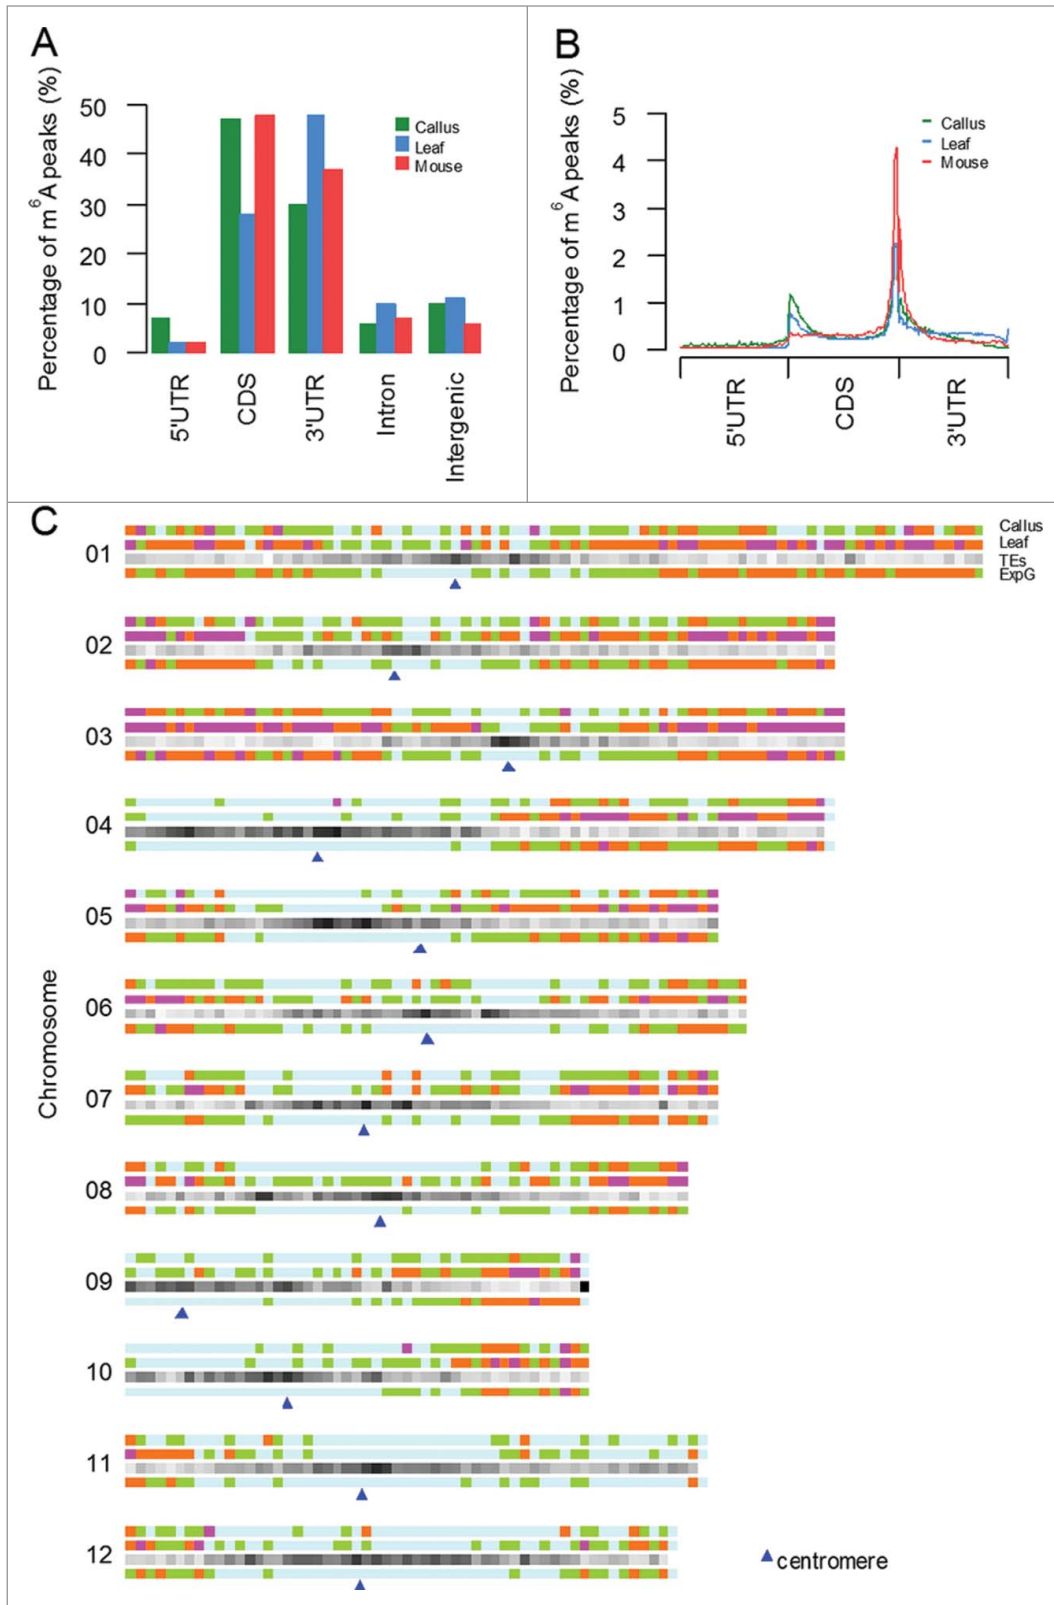 A
Percentage of m6A peaks (%)
50
40
30
20
10
0
Callus
Leaf
Mouse
5'UTR
CDS
3'UTR
Intron
Intergenic
B
Percentage of m6A peaks (%)
5
4
3
2
1
0
Callus
Leaf
Mouse
5'UTR
CDS
3'UTR
C
Chromosome
01
Callus
Leaf
TEs
ExpG
02
03
04
05
06
07
08
09
10
11
12
centromere